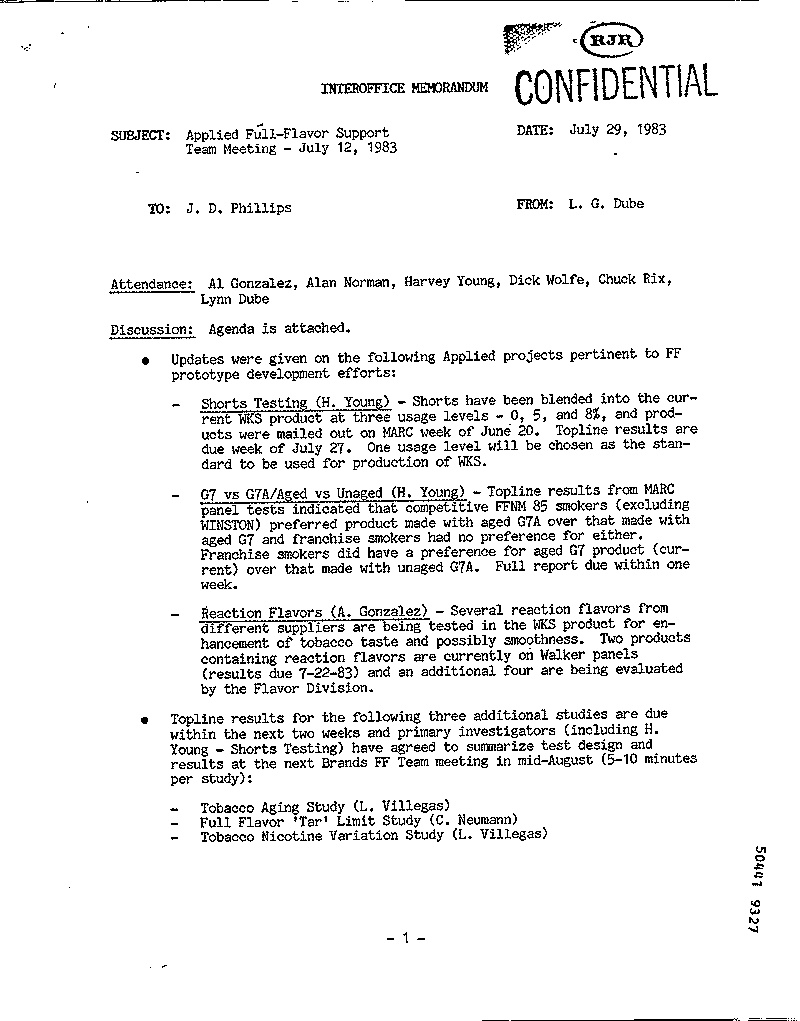 RJR
CONFIDENTIAL
INTEROFFICE MEMORANDUM
SUBJECT: Applied Full-Flavor Support
Team Meeting - July 12, 1983
DATE: July 29, 1983
TO: J. D. Phillips
FROM: L. G. Dube
Attendance: Al Gonzalez, Alan Norman, Harvey Young, Dick Wolfe, Chuck Rix,
Lynn Dube
Discussion: Agenda is attached.
● Updates were given on the following Applied projects pertinent to FF
prototype development efforts:
- Shorts Testing (H. Young) - Shorts have been blended into the cur-
rent WKS product at three usage levels - 0, 5, and 8%, and prod-
ucts were mailed out on MARC week of June 20. Topline results are
due week of July 27. One usage level will be chosen as the stan-
dard to be used for production of WKS.
- G7 vs G7A/Aged vs Unaged (H. Young) - Topline results from MARC
panel tests indicated that competitive FFNM 85 smokers (excluding
WINSTON) preferred product made with aged G7A over that made with
aged G7 and franchise smokers had no preference for either.
Franchise smokers did have a preference for aged G7 product (cur-
rent) over that made with unaged G7A. Full report due within one
week.
- Reaction Flavors (A. Gonzalez) - Several reaction flavors from
different suppliers are being tested in the WKS product for en-
hancement of tobacco taste and possibly smoothness. Two products
containing reaction flavors are currently on Walker panels
(results due 7-22-83) and an additional four are being evaluated
by the Flavor Division.
● Topline results for the following three additional studies are due
within the next two weeks and primary investigators (including H.
Young - Shorts Testing) have agreed to summarize test design and
results at the next Brands FF Team meeting in mid-August (5-10 minutes
per study):
- Tobacco Aging Study (L. Villegas)
- Full Flavor 'Tar' Limit Study (C. Neumann)
- Tobacco Nicotine Variation Study (L. Villegas)
50441 9327
- 1 -